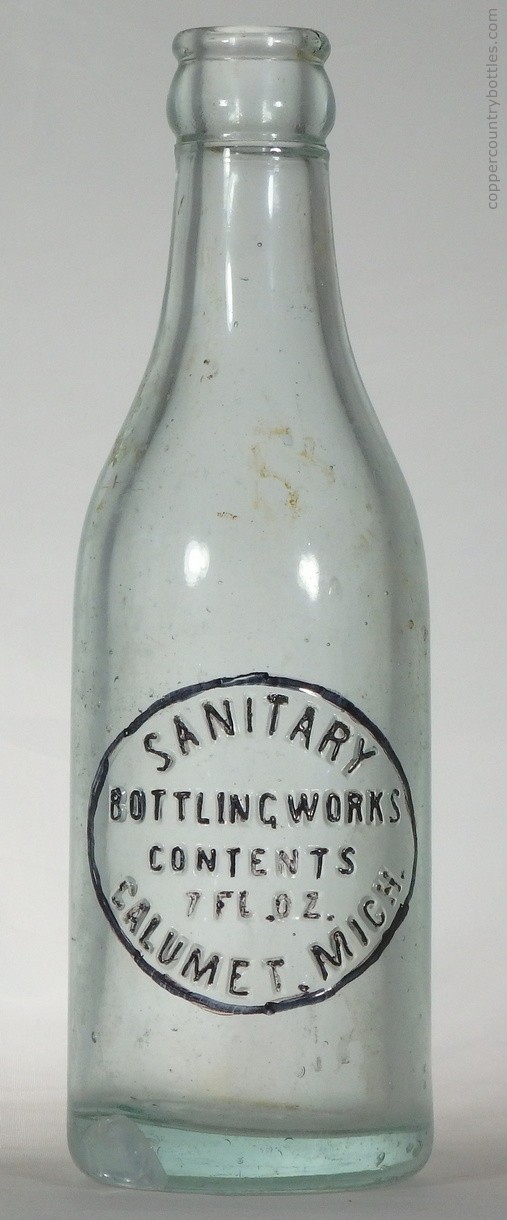 coppercountrybottles.com
SANITARY
BOTTLING WORKS
CONTENTS
7 FL. OZ.
CALUMET, MICH.